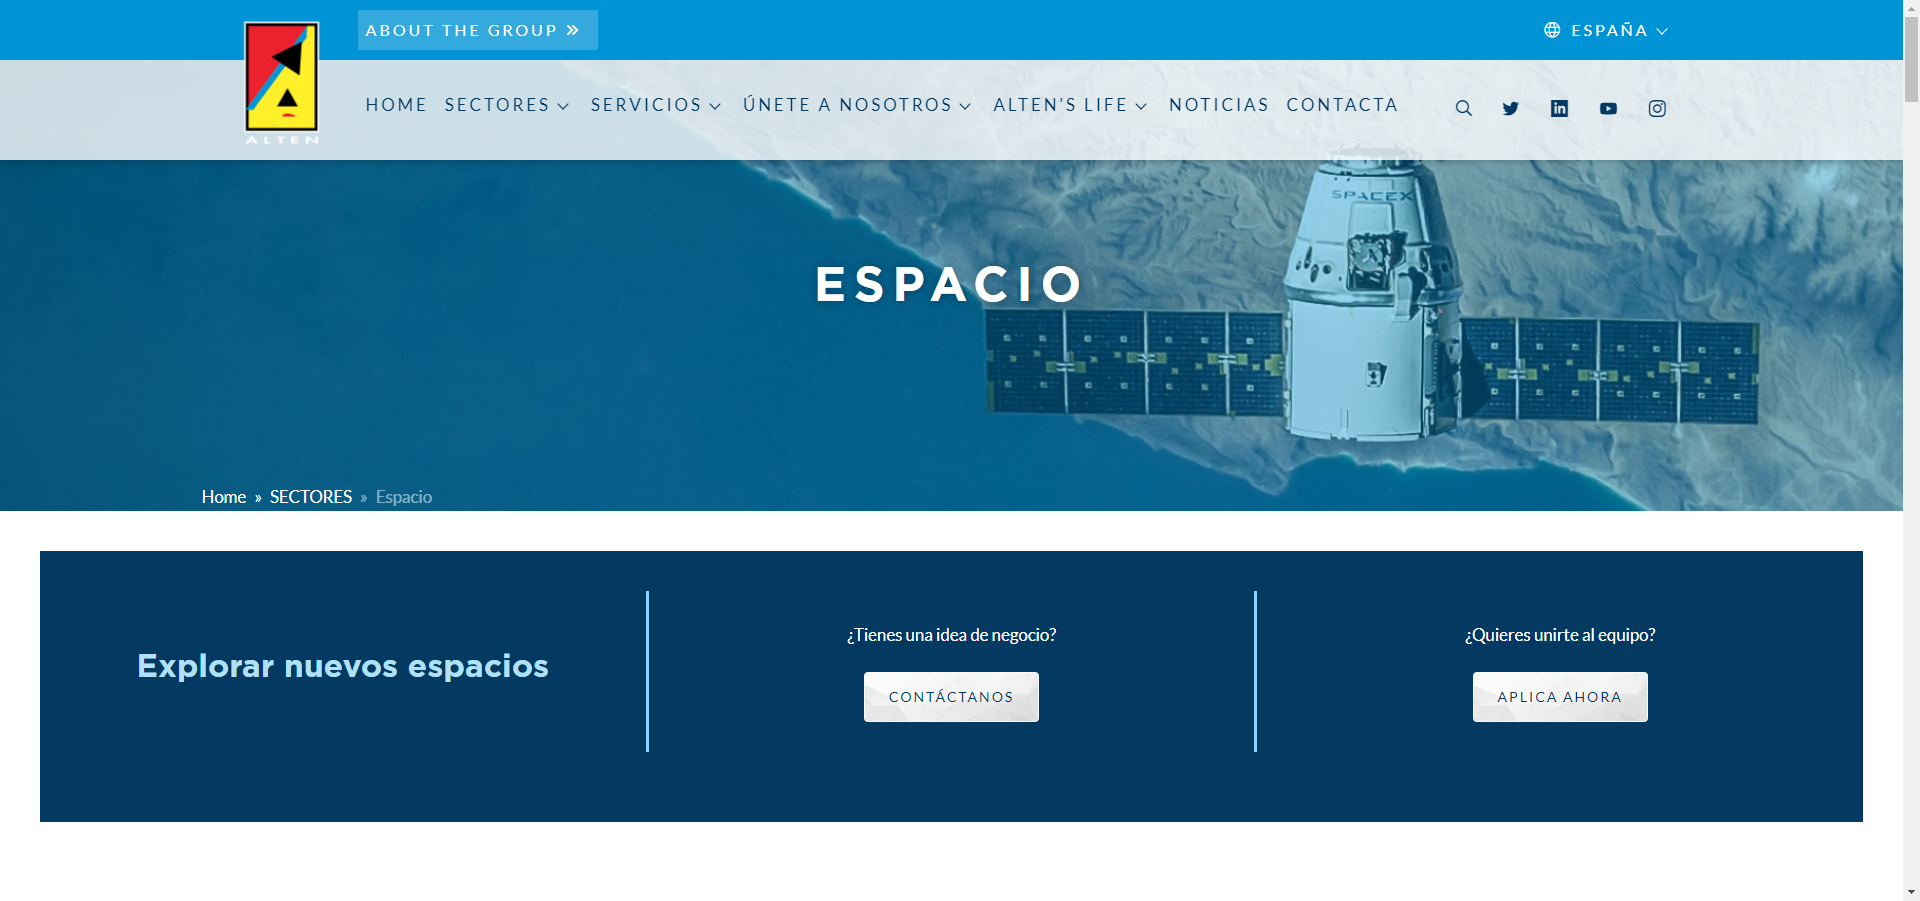 ABOUT THE GROUP »
ESPAÑA
ALTEN
HOME SECTORES SERVICIOS ÚNETE A NOSOTROS ALTEN'S LIFE NOTICIAS CONTACTA
SPACEX
ESPACIO
Home » SECTORES » Espacio
Explorar nuevos espacios
¿Tienes una idea de negocio?
CONTÁCTANOS
¿Quieres unirte al equipo?
APLICA AHORA